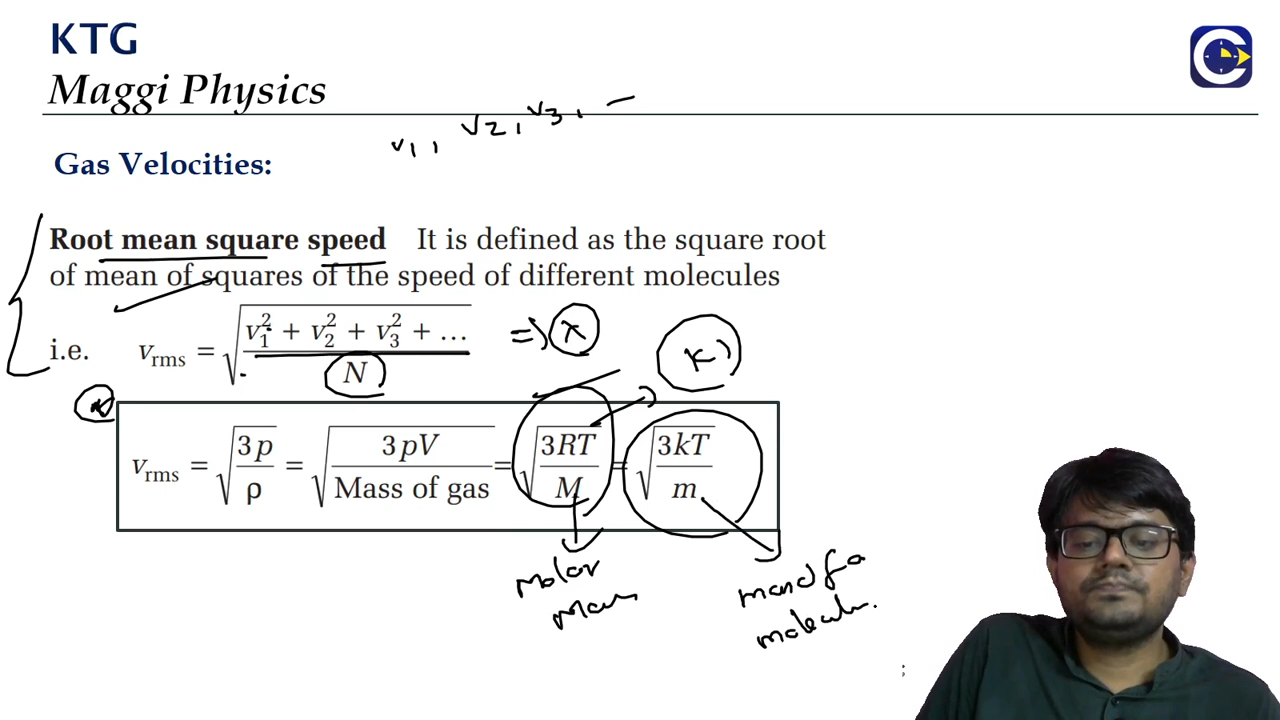 KTG
Maggi Physics
v1, v2, v3, –
Gas Velocities:
Root mean square speed It is defined as the square root
of mean of squares of the speed of different molecules
i.e. v_rms = √((v₁² + v₂² + v₃² + ...)/N) ⇒ X
K)
v_rms = √(3p/ρ) = √(3pV/Mass of gas) = √(3RT/M) = √(3kT/m)
Molar
Mass
mass of a
molecule.
;